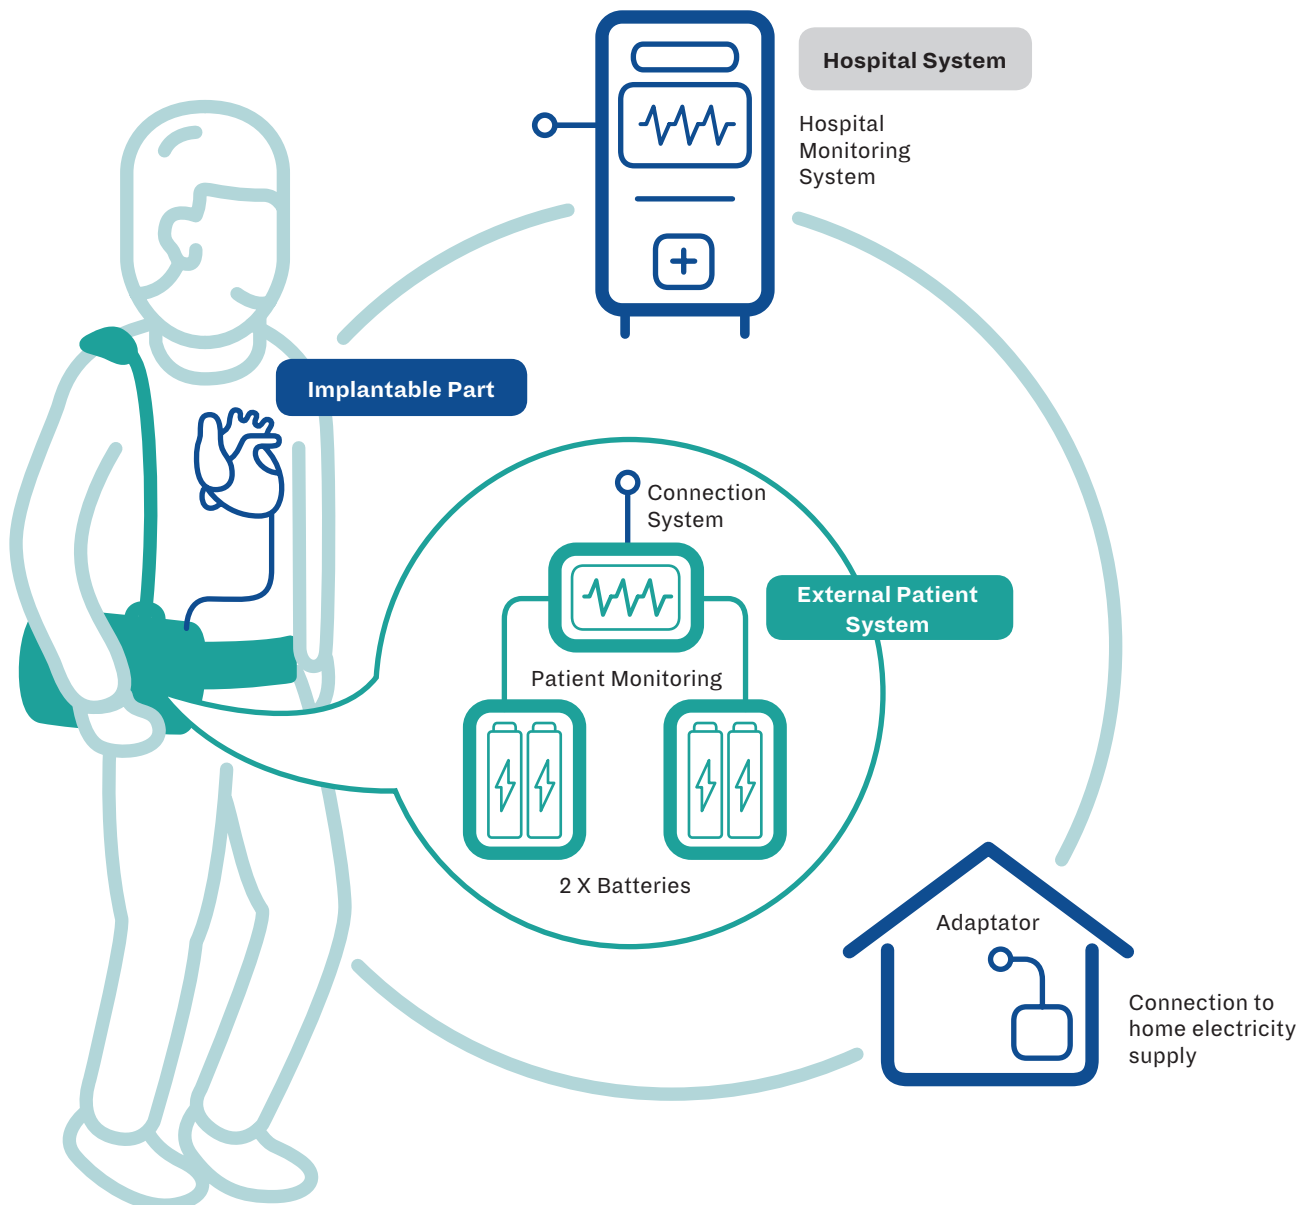 Hospital System
Hospital
Monitoring
System
Implantable Part
Connection
System
External Patient
System
Patient Monitoring
2 X Batteries
Adaptator
Connection to
home electricity
supply